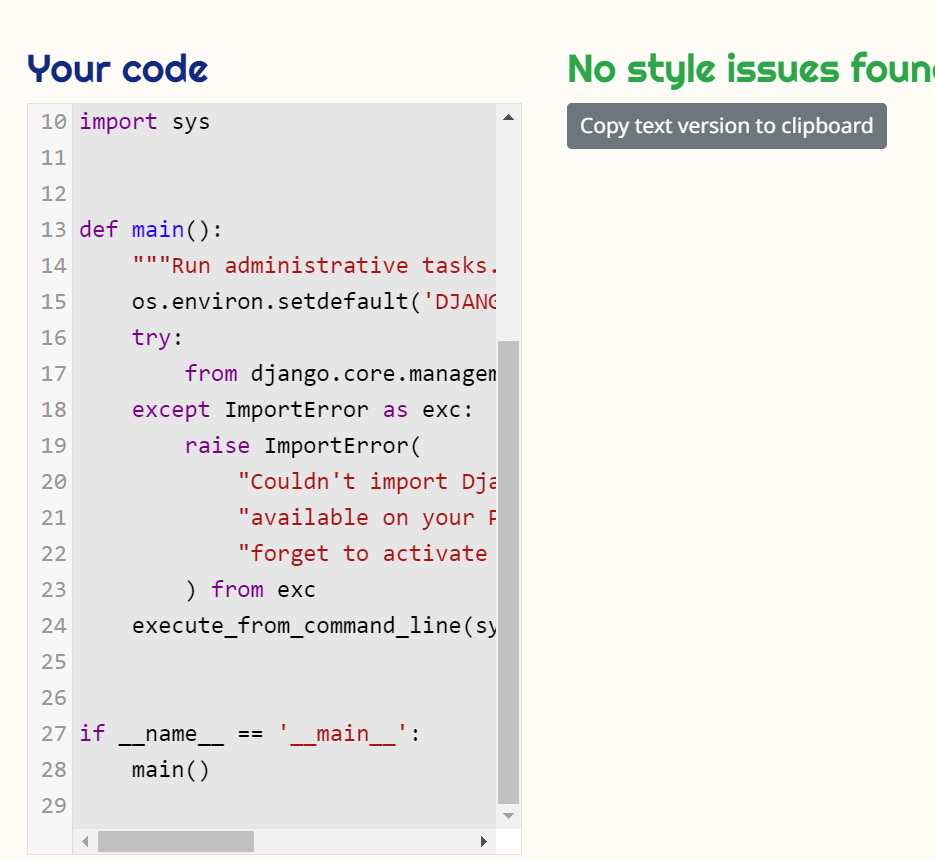 Your code
No style issues
Copy text version to clipboard
10 import sys
11
12
13 def main():
14     """Run administrative tasks.
15     os.environ.setdefault('DJANG
16     try:
17         from django.core.managem
18     except ImportError as exc:
19         raise ImportError(
20             "Couldn't import Dja
21             "available on your
22             "forget to activate
23         ) from exc
24     execute_from_command_line(sy
25
26
27 if __name__ == '__main__':
28     main()
29